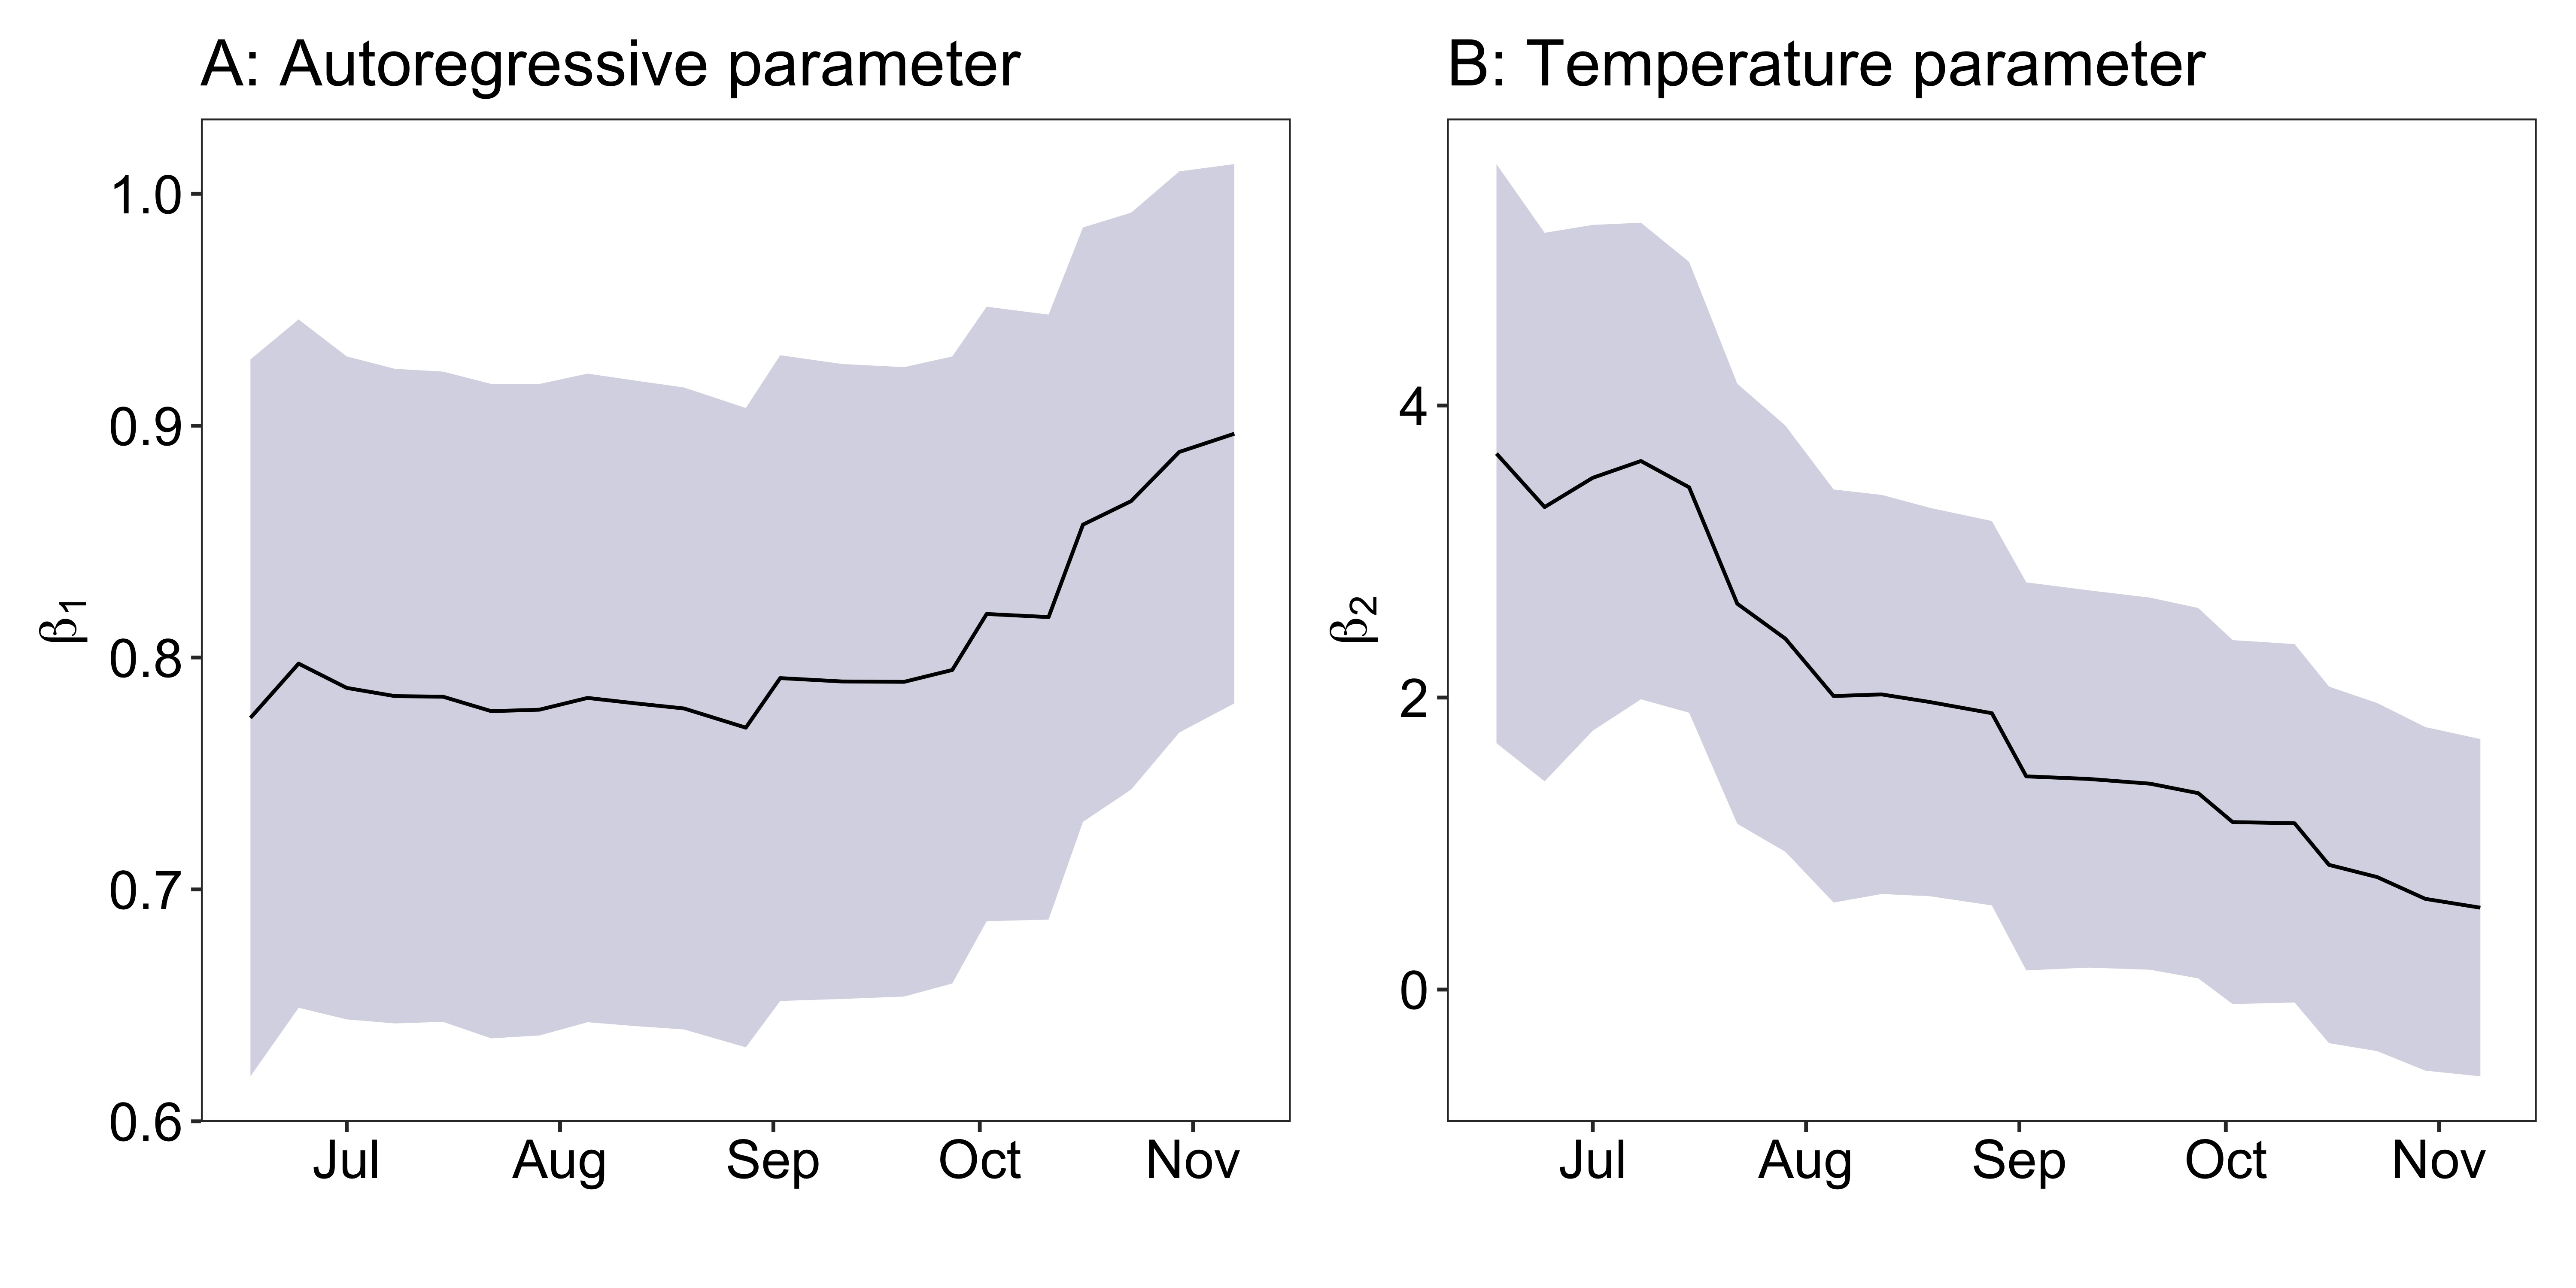 A: Autoregressive parameter
β1
1.0
0.9
0.8
0.7
0.6
Jul Aug Sep Oct Nov
B: Temperature parameter
β2
4
2
0
Jul Aug Sep Oct Nov